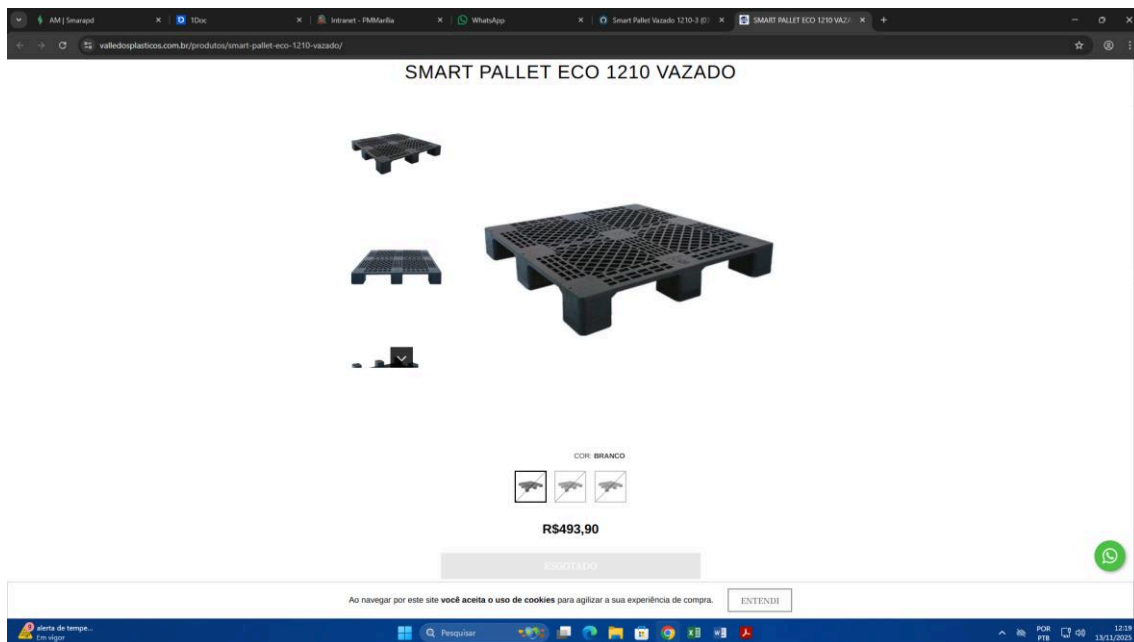 AM | Smarapd
1Doc
Intranet - PMMarília
WhatsApp
Smart Pallet Vazado 1210-3 (0)
SMART PALLET ECO 1210 VAZA
valledosplasticos.com.br/produtos/smart-pallet-eco-1210-vazado/
SMART PALLET ECO 1210 VAZADO
COR: BRANCO
R$493,90
ESGOTADO
Ao navegar por este site você aceita o uso de cookies para agilizar a sua experiência de compra.
ENTENDI
alerta de tempe...
Em vigor
Pesquisar
POR
PTB
12:19
13/11/2025